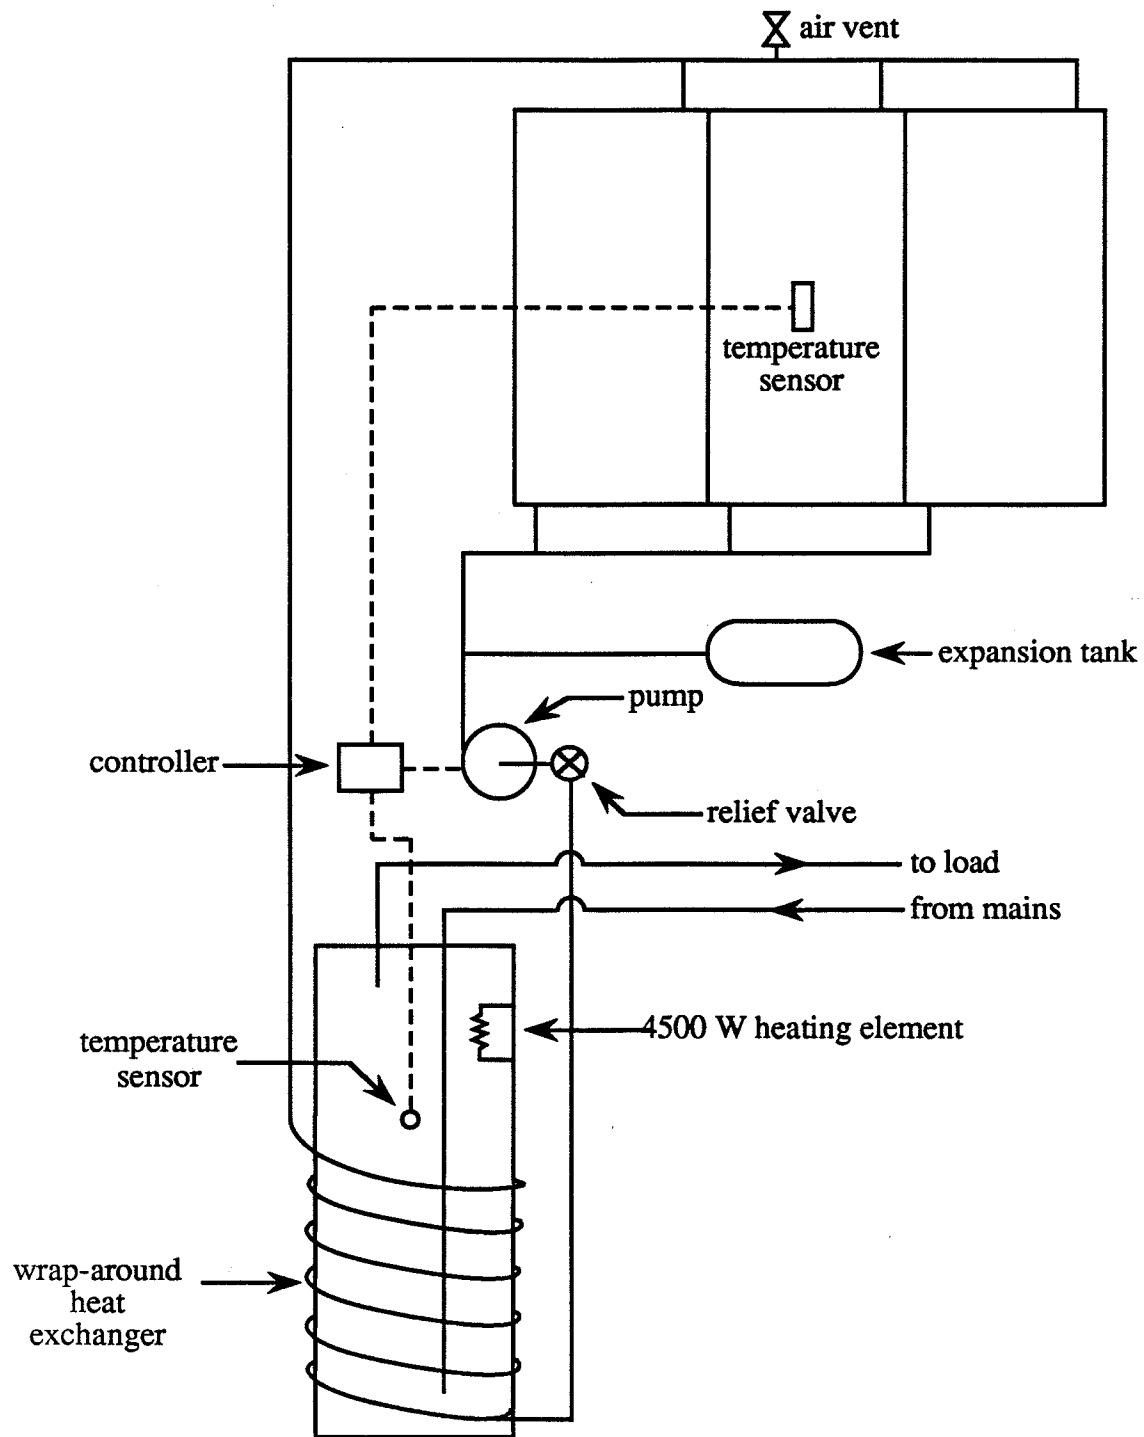 air vent
temperature
sensor
expansion tank
pump
controller
relief valve
to load
from mains
4500 W heating element
temperature
sensor
wrap-around
heat
exchanger